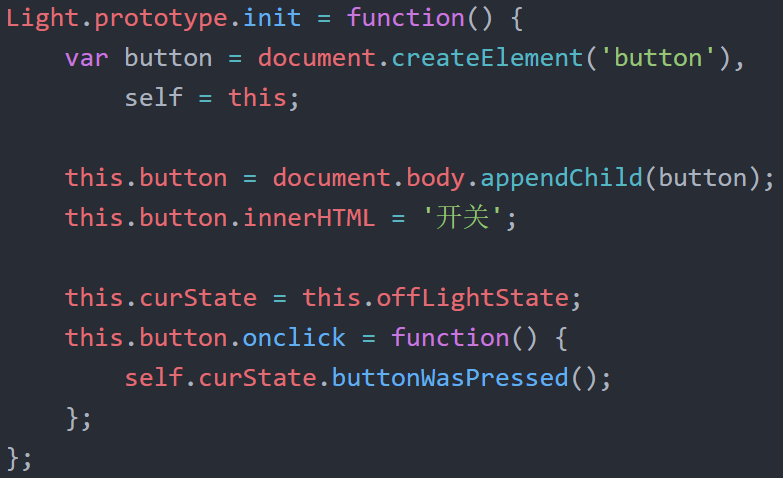 Light.prototype.init = function() {
    var button = document.createElement('button'),
        self = this;

    this.button = document.body.appendChild(button);
    this.button.innerHTML = '开关';

    this.curState = this.offLightState;
    this.button.onclick = function() {
        self.curState.buttonWasPressed();
    };
};